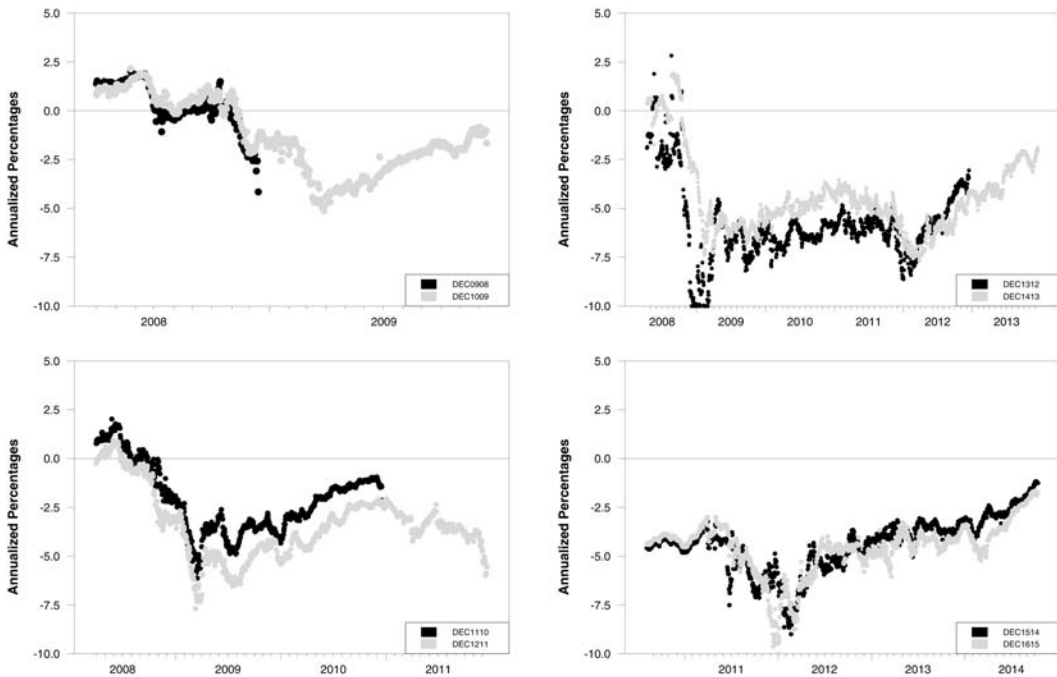 5.0
2.5
0.0
-2.5
-5.0
-7.5
-10.0
Annualized Percentages
DEC0908
DEC1009
2008 2009
5.0
2.5
0.0
-2.5
-5.0
-7.5
-10.0
Annualized Percentages
DEC1312
DEC1413
2008 2009 2010 2011 2012 2013
5.0
2.5
0.0
-2.5
-5.0
-7.5
-10.0
Annualized Percentages
DEC1110
DEC1211
2008 2009 2010 2011
5.0
2.5
0.0
-2.5
-5.0
-7.5
-10.0
Annualized Percentages
DEC1514
DEC1615
2011 2012 2013 2014